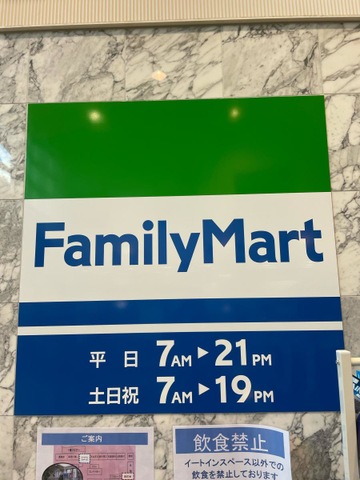 FamilyMart
平日 7AM▶21PM
土日祝 7AM▶19PM
ご案内
飲食禁止
イートインスペース以外での
飲食を禁止しております